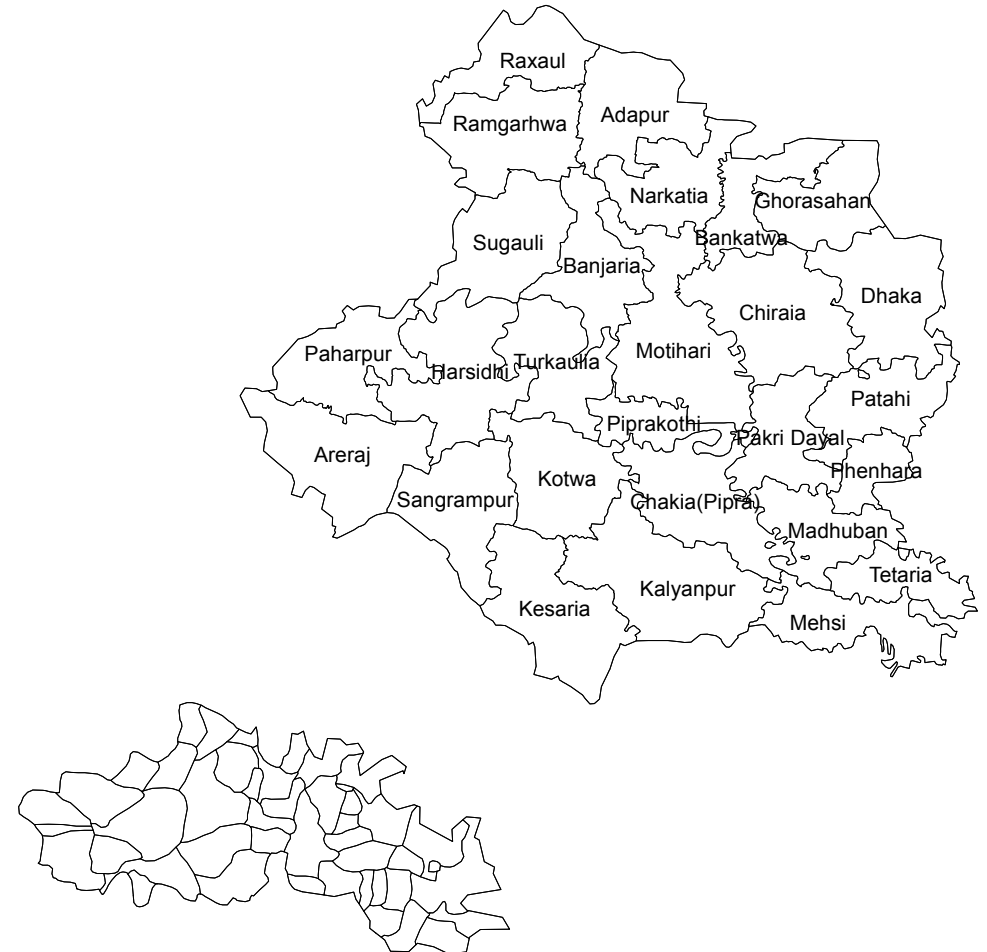 Raxaul
Adapur
Ramgarhwa
Narkatia
Ghorasahan
Bankatwa
Sugauli
Banjaria
Dhaka
Chiraia
Motihari
Paharpur
Turkaulia
Harsidhi
Patahi
Piprakothi
Pakri Dayal
Areraj
Phenhara
Kotwa
Sangrampur
Chakia(Pipra)
Madhuban
Tetaria
Kalyanpur
Kesaria
Mehsi